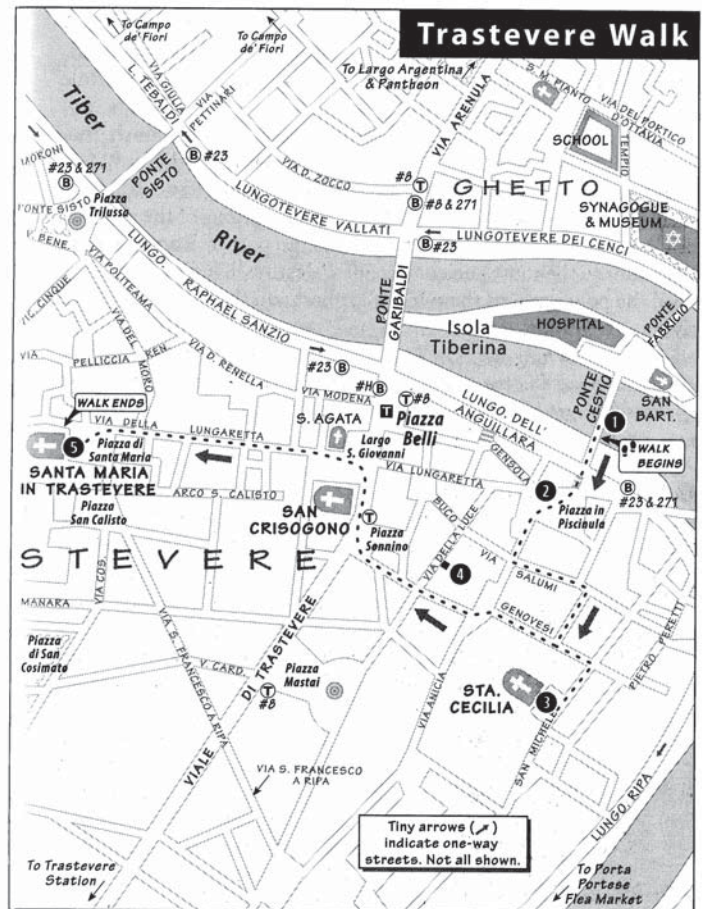 Trastevere Walk
To Campo
de' Fiori
To Campo
de' Fiori
To Largo Argentina
& Pantheon
S. M. PIANTO
VIA DEL PORTICO
D'OTTAVIA
VIA GIULIA
L. TEBALDI
VIA
PETTINARI
VIA ARENULA
SCHOOL
TEMPIO
Tiber
MORONI
#23 & 271
B
PONTE
SISTO
B #23
VIA D. ZOCCO
#8 T
B #8 & 271
GHETTO
SYNAGOGUE
& MUSEUM
PONTE SISTO
Piazza
Trilussa
V. BENE.
LUNGOTEVERE VALLATI
LUNGOTEVERE DEI CENCI
B #23
River
LUNGO.
RAPHAEL SANZIO
VIC. CINQUE
VIA POLITEAMA
PONTE
GARIBALDI
Isola
Tiberina
HOSPITAL
PONTE
FABRICIO
VIA
PELLICCIA
VIA DEL
MORO
REN.
VIA D. RENELLA
#23 B
#H B
T #8
VIA MODENA
LUNGO. DELL'
ANGUILLARA
PONTE
CESTIO
SAN
BART.
1
WALK
BEGINS
WALK ENDS
T
Piazza
Belli
VIA DELLA
LUNGARETTA
S. AGATA
Largo
S. Giovanni
GENSOLA
5
Piazza di
Santa Maria
SANTA MARIA
IN TRASTEVERE
VIA LUNGARETTA
2
B
#23 & 271
Piazza in
Piscinula
ARCO S. CALISTO
Piazza
San Calisto
SAN
CRISOGONO
T
Piazza
Sonnino
BUCO
VIA DELLA LUCE
VIA
SALUMI
4
STEVERE
GENOVESI
VIA COS.
MANARA
Piazza
di San
Cosimato
VIA S. FRANCESCO A RIPA
V. CARD.
T
#8
Piazza
Mastai
VIALE
DI TRASTEVERE
STA.
CECILIA
3
VIA ANICIA
SAN MICHELE
PIETRO. PERETTI
VIA S. FRANCESCO
A RIPA
LUNGO. RIPA
Tiny arrows ( )
indicate one-way
streets. Not all shown.
To Trastevere
Station
To Porta
Portese
Flea Market